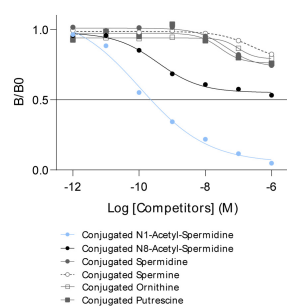 1.0
0.5
0.0
B/B0
-12
-10
-8
-6
Log [Competitors] (M)
Conjugated N1-Acetyl-Spermidine
Conjugated N8-Acetyl-Spermidine
Conjugated Spermidine
Conjugated Spermine
Conjugated Ornithine
Conjugated Putrescine